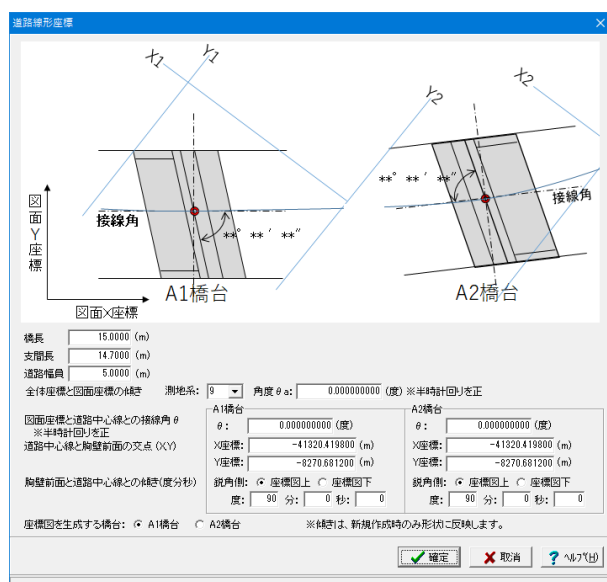 道路線形座標
X1 Y1
X2
Y2
図面Y座標
接線角
**° ** ′ **″
**° ** ′ **″
接線角
A1橋台
A2橋台
図面X座標
橋長 15.0000 (m)
支間長 14.7000 (m)
道路幅員 5.0000 (m)
全体座標と図面座標の傾き 測地系: 9 角度θa: 0.000000000 (度) ※半時計回りを正
A1橋台 A2橋台
図面座標と道路中心線との接線角θ θ: 0.000000000 (度) θ: 0.000000000 (度)
※半時計回りを正
道路中心線と胸壁前面の交点(XY) X座標: -41320.419800 (m) X座標: -41320.419800 (m)
Y座標: -8270.681200 (m) Y座標: -8270.681200 (m)
胸壁前面と道路中心線との傾き(度分秒) 鋭角側: 座標図上 座標図下 鋭角側: 座標図上 座標図下
度: 90 分: 0 秒: 0 度: 90 分: 0 秒: 0
座標図を生成する橋台: A1橋台 A2橋台 ※傾きは、新規作成時のみ形状に反映します。
確定 取消 ? ヘルプ(H)